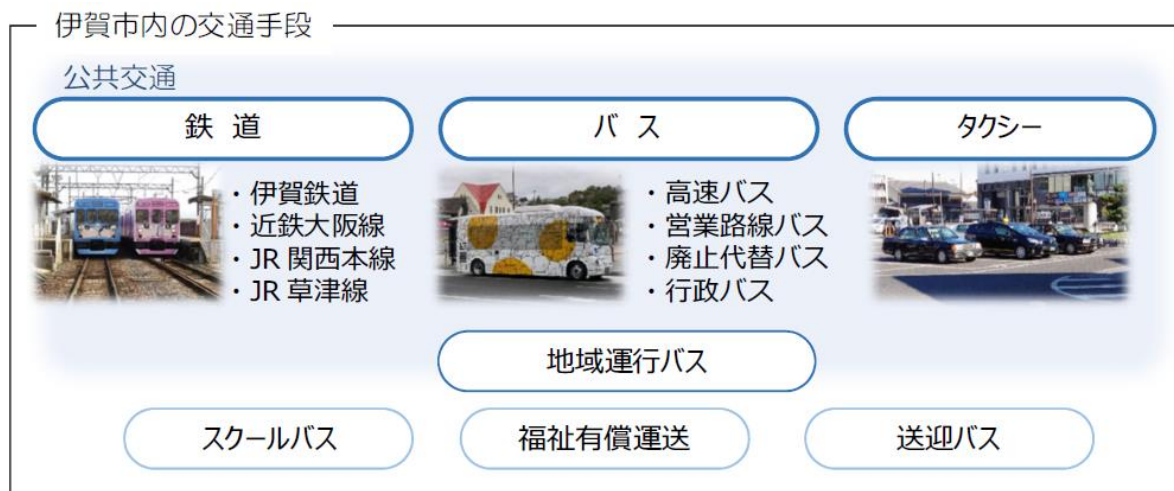 伊賀市内の交通手段
公共交通
鉄 道
・伊賀鉄道
・近鉄大阪線
・JR 関西本線
・JR 草津線
バ ス
・高速バス
・営業路線バス
・廃止代替バス
・行政バス
タクシー
地域運行バス
スクールバス
福祉有償運送
送迎バス